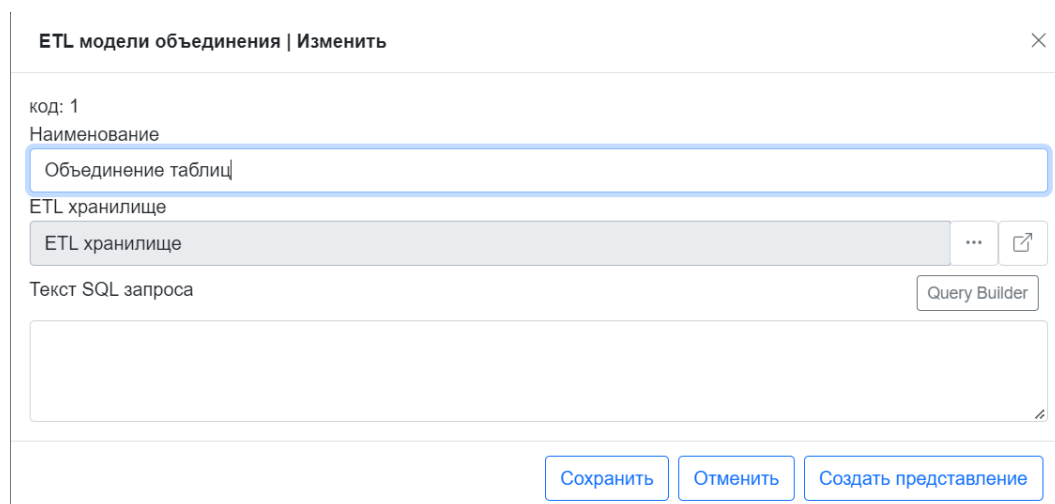 ETL модели объединения | Изменить
код: 1
Наименование
Объединение таблиц
ETL хранилище
ETL хранилище
Текст SQL запроса
Query Builder
Сохранить Отменить Создать представление